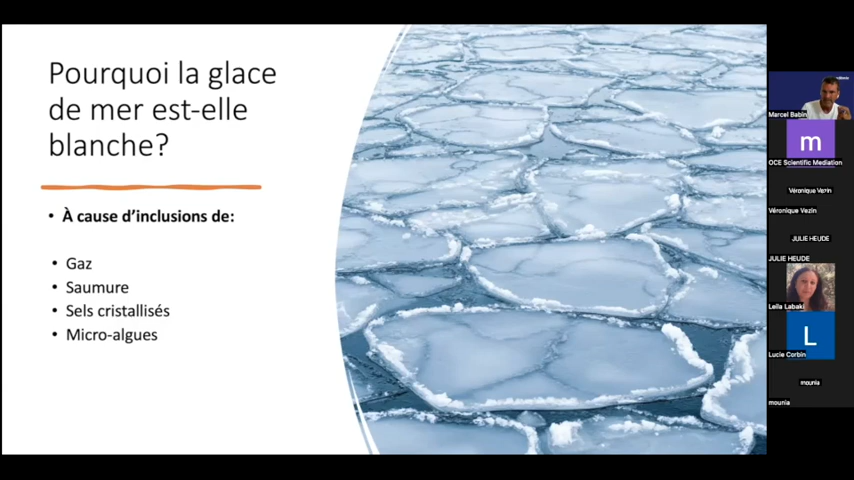 Pourquoi la glace
de mer est-elle
blanche?
• À cause d’inclusions de:
• Gaz
• Saumure
• Sels cristallisés
• Micro-algues
Marcel Babin
m
OCE Scientific Mediation
Véronique Vezin
Véronique Vezin
JULIE HEUDE
JULIE HEUDE
Leila Labaki
L
Lucie Corbin
mounia
mounia